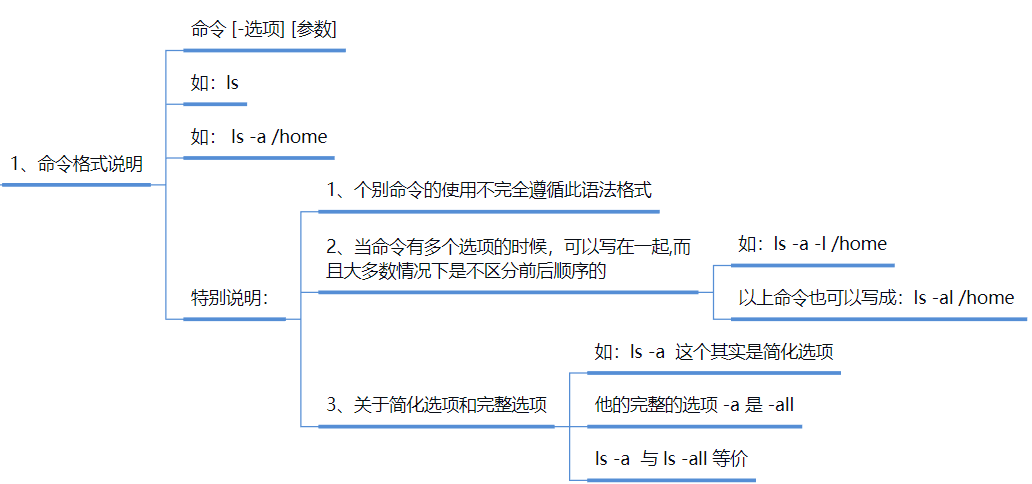 1、命令格式说明
命令 [-选项] [参数]
如：ls
如： ls -a /home
特别说明：
1、个别命令的使用不完全遵循此语法格式
2、当命令有多个选项的时候，可以写在一起,而
且大多数情况下是不区分前后顺序的
如：ls -a -l /home
以上命令也可以写成：ls -al /home
3、关于简化选项和完整选项
如：ls -a 这个其实是简化选项
他的完整的选项 -a 是 -all
ls -a 与 ls -all 等价